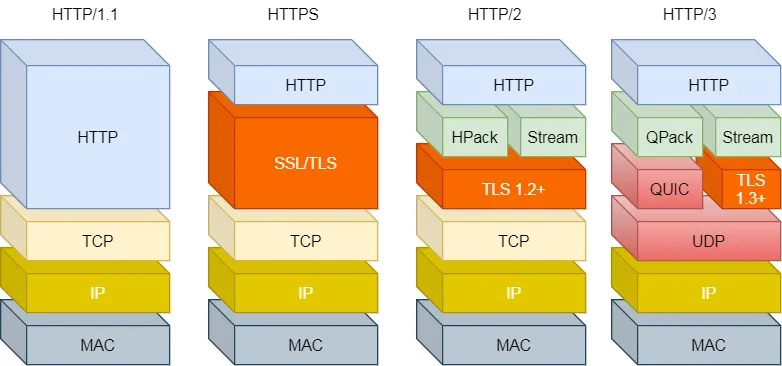 HTTP/1.1
HTTPS
HTTP/2
HTTP/3
HTTP
HTTP
HTTP
HTTP
SSL/TLS
HPack
Stream
QPack
Stream
TLS 1.2+
QUIC
TLS
1.3+
TCP
TCP
TCP
UDP
IP
IP
IP
IP
MAC
MAC
MAC
MAC